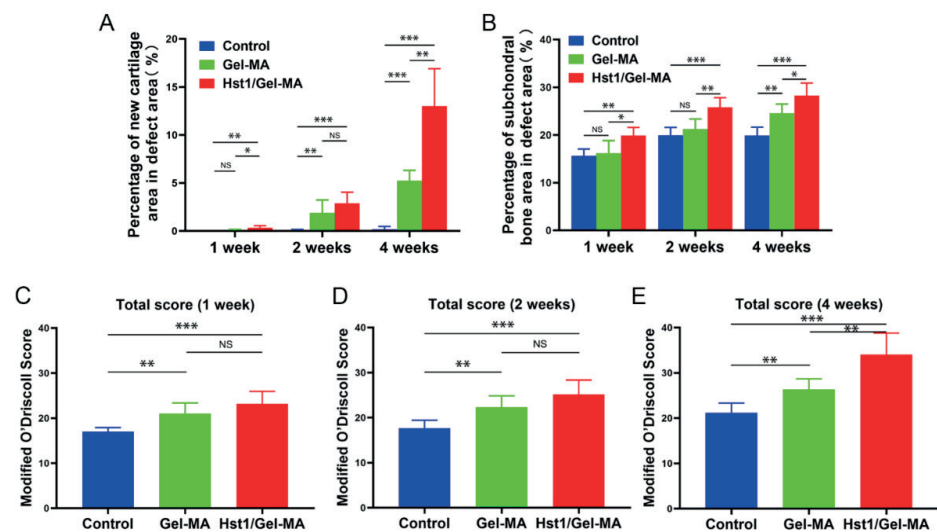 A
Percentage of new cartilage
area in defect area (%)
20
15
10
5
0
Control
Gel-MA
Hst1/Gel-MA
**
NS
*
***
**
NS
***
***
**
1 week
2 weeks
4 weeks
B
Percentage of subchondral
bone area in defect area (%)
40
30
20
10
0
Control
Gel-MA
Hst1/Gel-MA
**
NS
*
***
NS
**
***
**
*
1 week
2 weeks
4 weeks
C
Total score (1 week)
Modified O'Driscoll Score
40
30
20
10
0
***
NS
**
Control
Gel-MA
Hst1/Gel-MA
D
Total score (2 weeks)
Modified O'Driscoll Score
40
30
20
10
0
***
NS
**
Control
Gel-MA
Hst1/Gel-MA
E
Total score (4 weeks)
Modified O'Driscoll Score
40
30
20
10
0
***
**
**
Control
Gel-MA
Hst1/Gel-MA